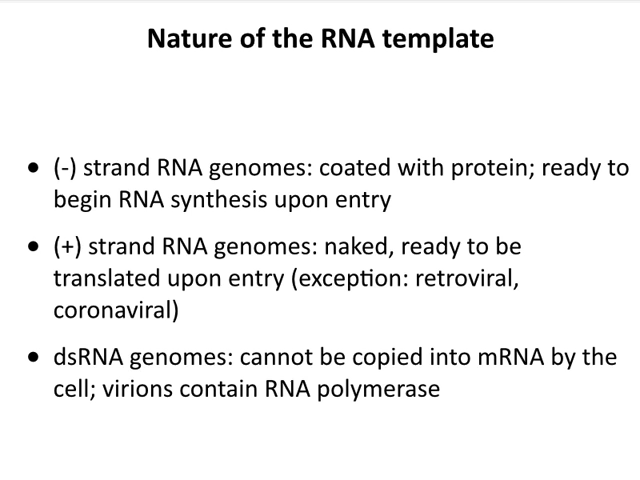 Nature of the RNA template
● (-) strand RNA genomes: coated with protein; ready to
begin RNA synthesis upon entry
● (+) strand RNA genomes: naked, ready to be
translated upon entry (exception: retroviral,
coronaviral)
● dsRNA genomes: cannot be copied into mRNA by the
cell; virions contain RNA polymerase